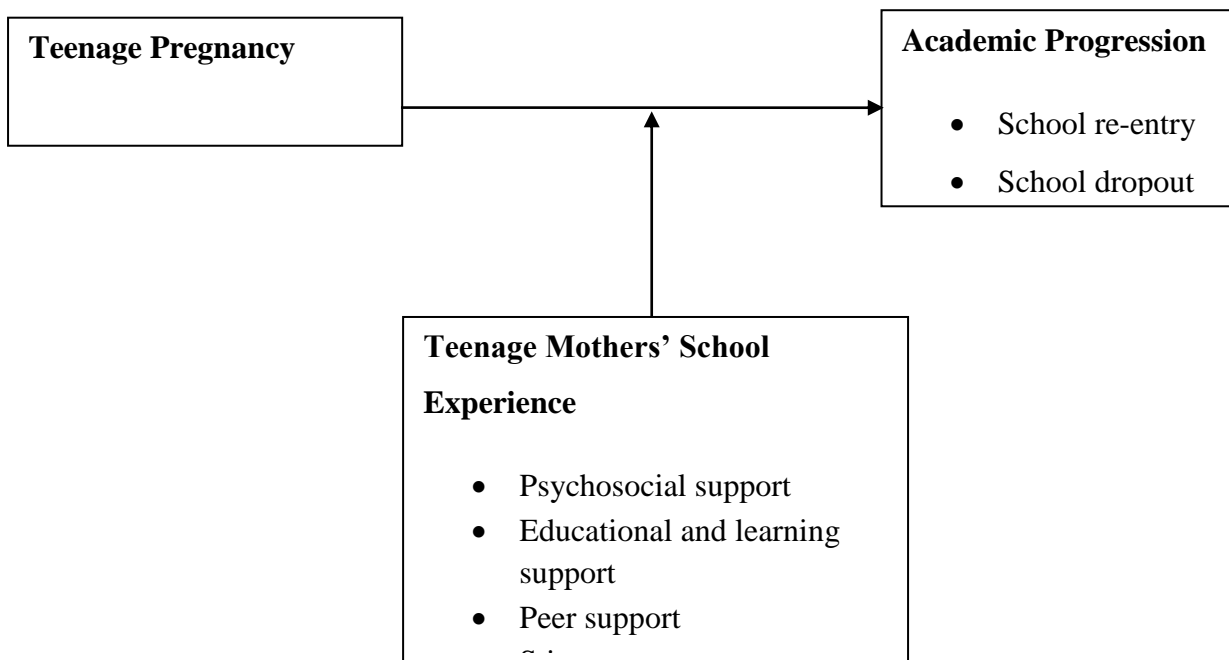 Teenage Pregnancy
Academic Progression
• School re-entry
• School dropout
Teenage Mothers’ School
Experience
• Psychosocial support
• Educational and learning
support
• Peer support